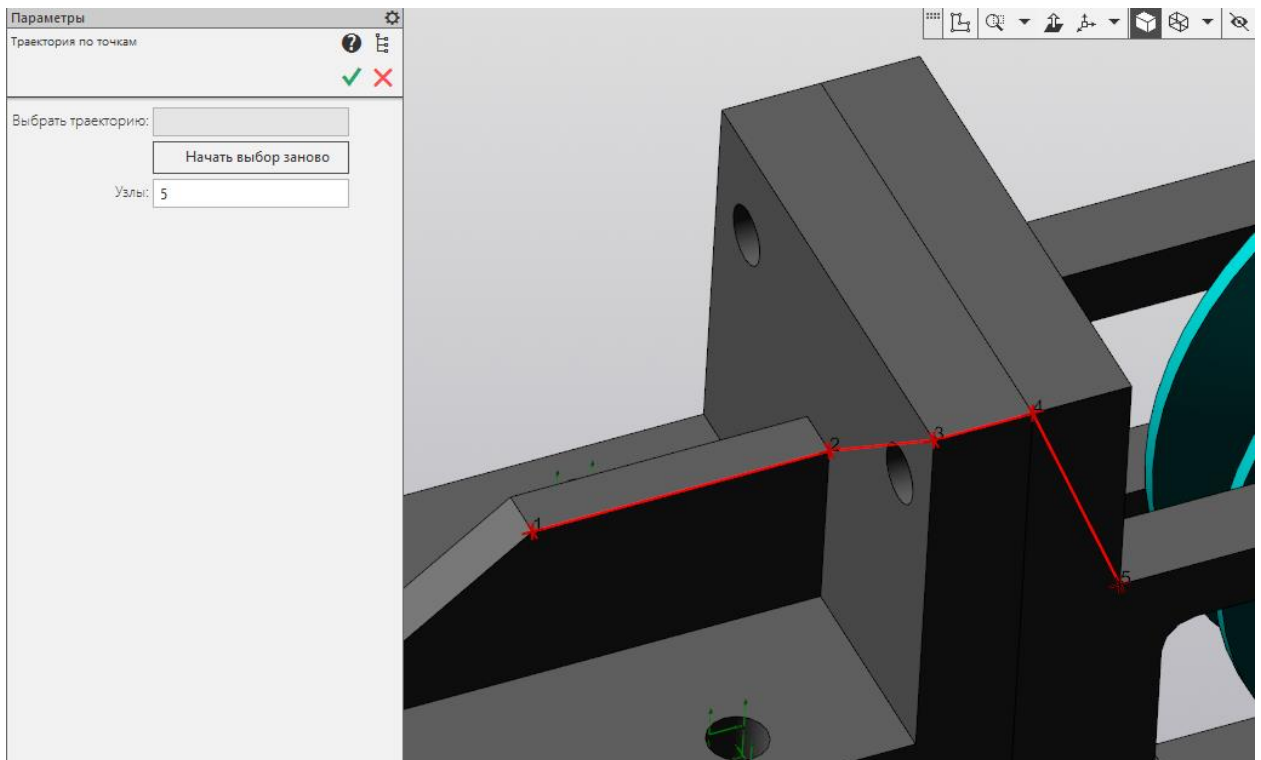 Параметры
Траектория по точкам
Выбрать траекторию:
Начать выбор заново
Узлы: 5
1
2
3
4
5